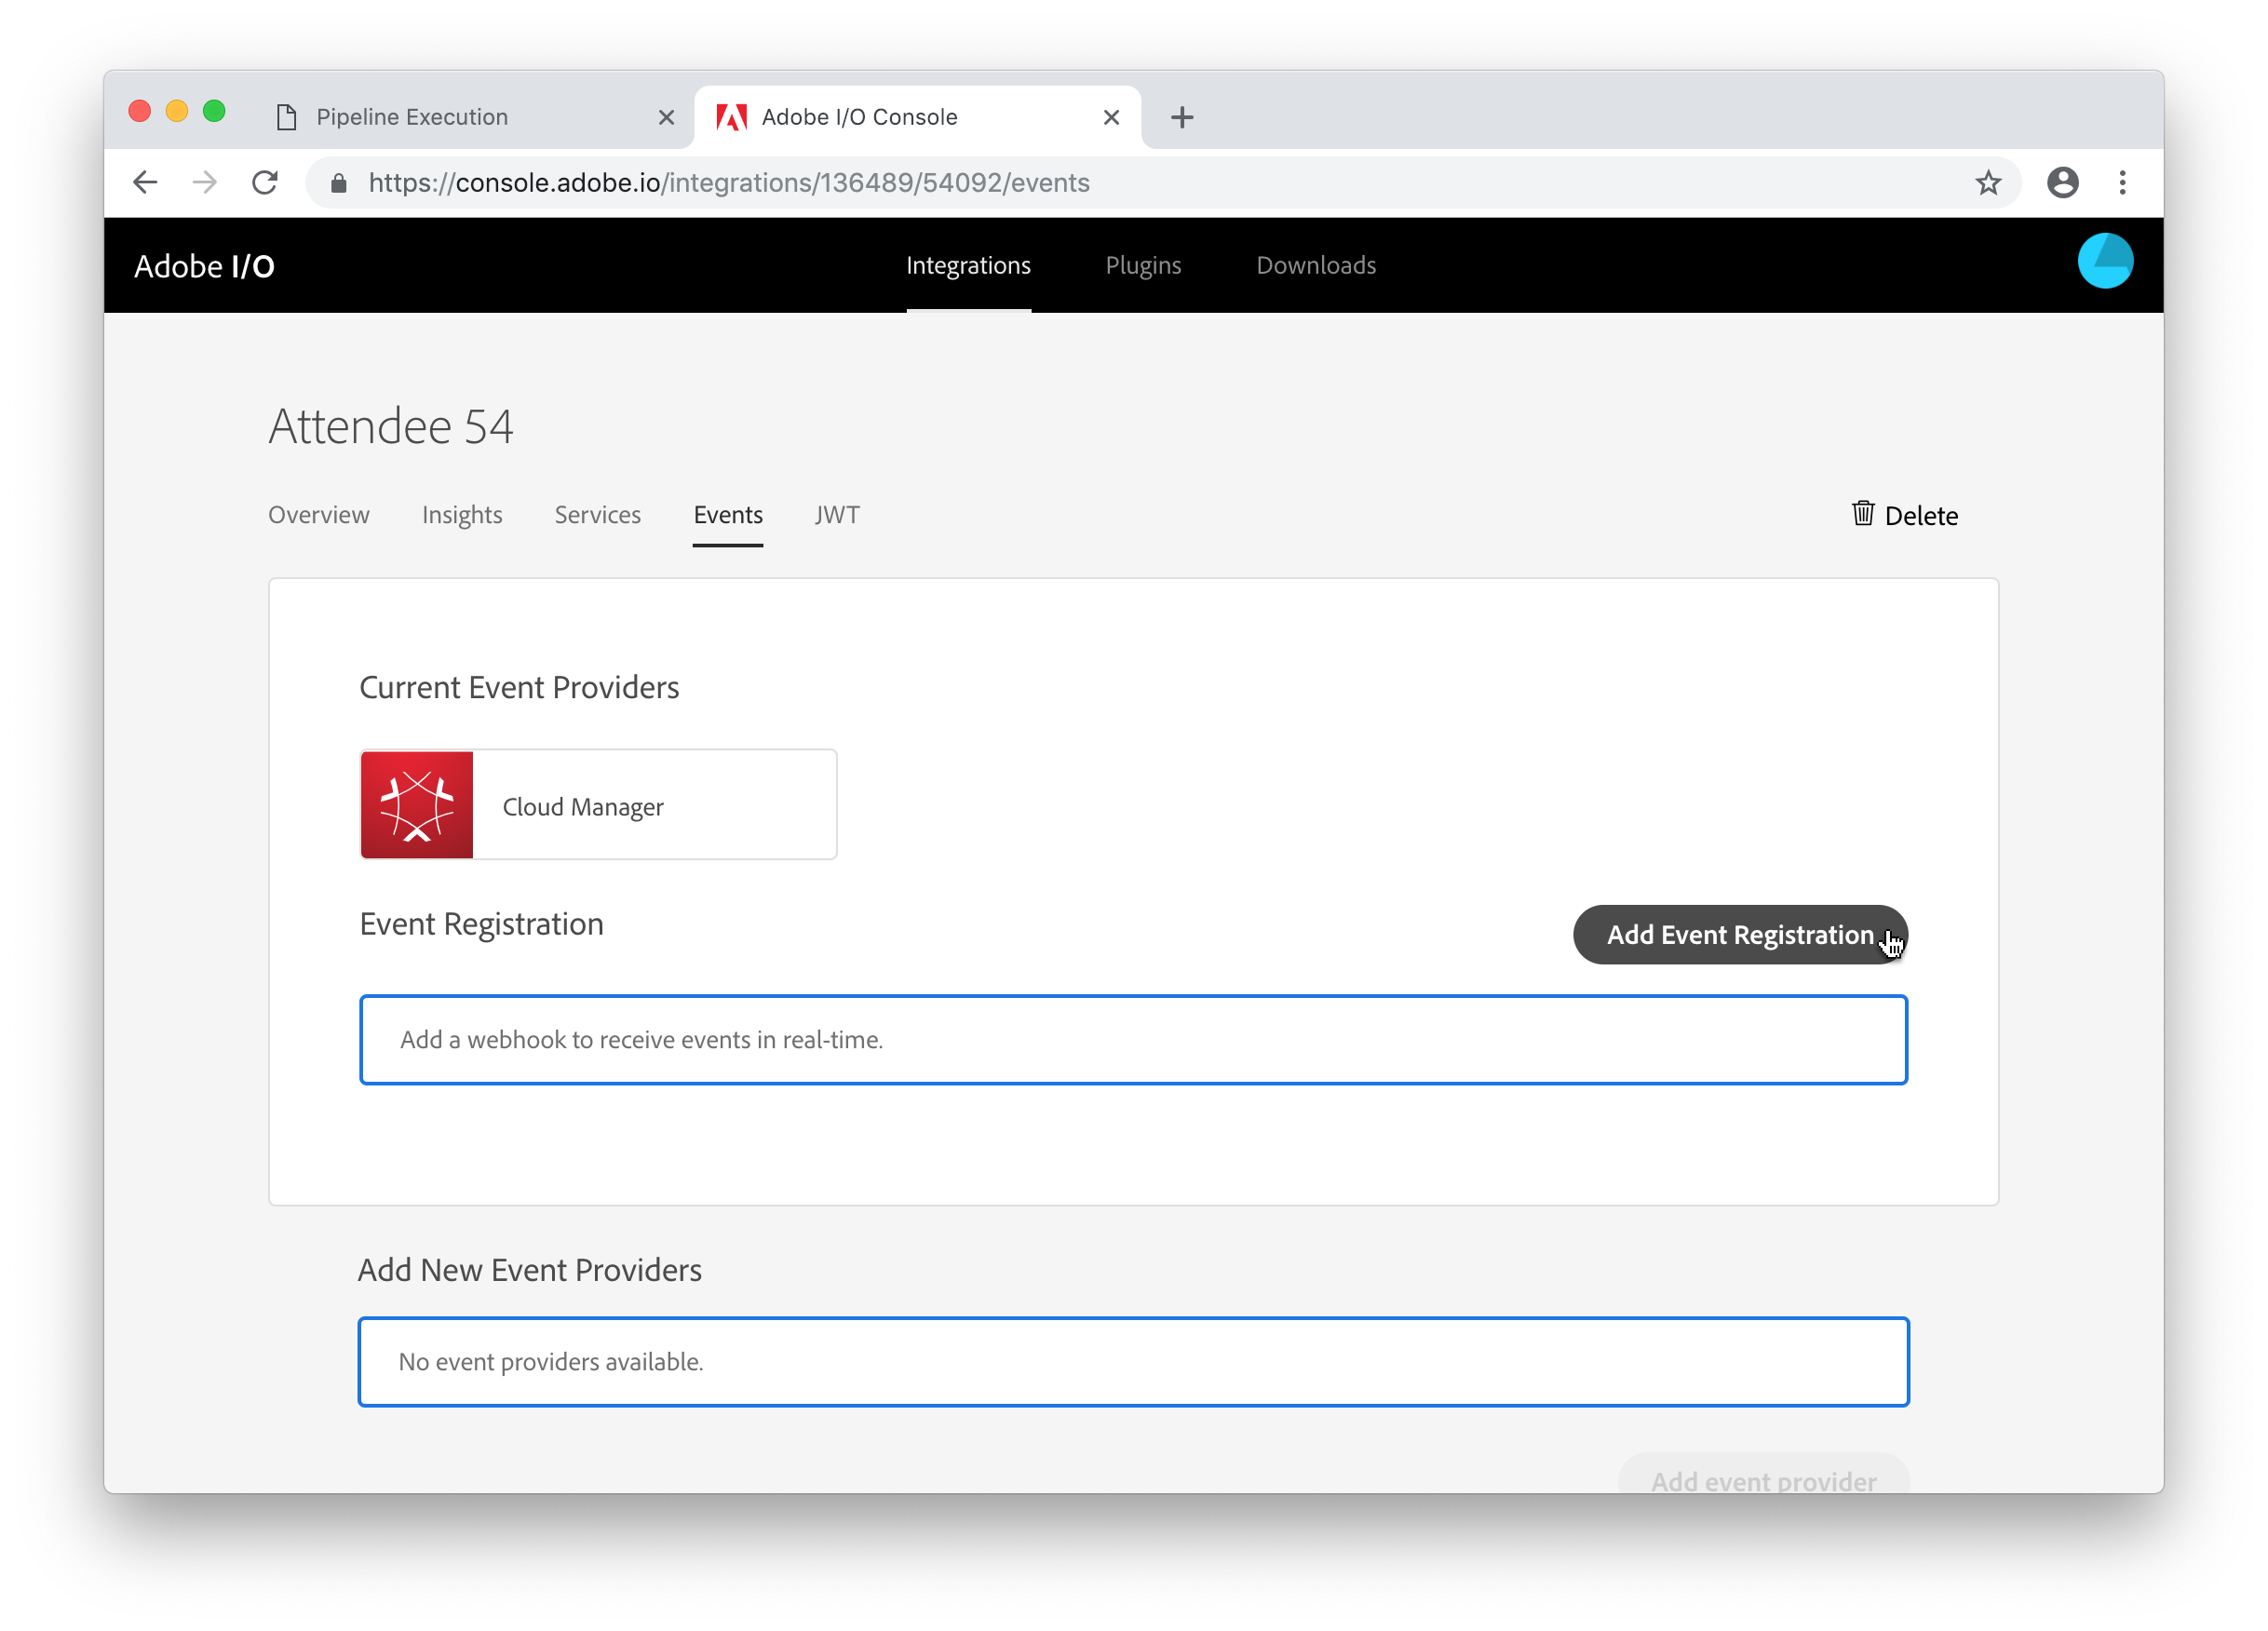 Pipeline Execution
Adobe I/O Console
https://console.adobe.io/integrations/136489/54092/events
Adobe I/O
Integrations
Plugins
Downloads
Attendee 54
Overview
Insights
Services
Events
JWT
Delete
Current Event Providers
Cloud Manager
Event Registration
Add Event Registration
Add a webhook to receive events in real-time.
Add New Event Providers
No event providers available.
Add event provider